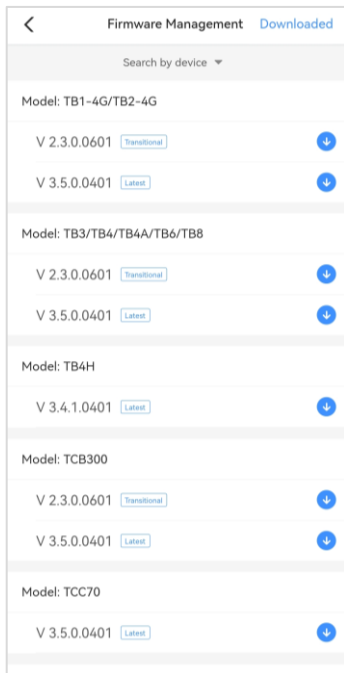 Firmware Management Downloaded
Search by device
Model: TB1-4G/TB2-4G
V 2.3.0.0601 Transitional
V 3.5.0.0401 Latest
Model: TB3/TB4/TB4A/TB6/TB8
V 2.3.0.0601 Transitional
V 3.5.0.0401 Latest
Model: TB4H
V 3.4.1.0401 Latest
Model: TCB300
V 2.3.0.0601 Transitional
V 3.5.0.0401 Latest
Model: TCC70
V 3.5.0.0401 Latest